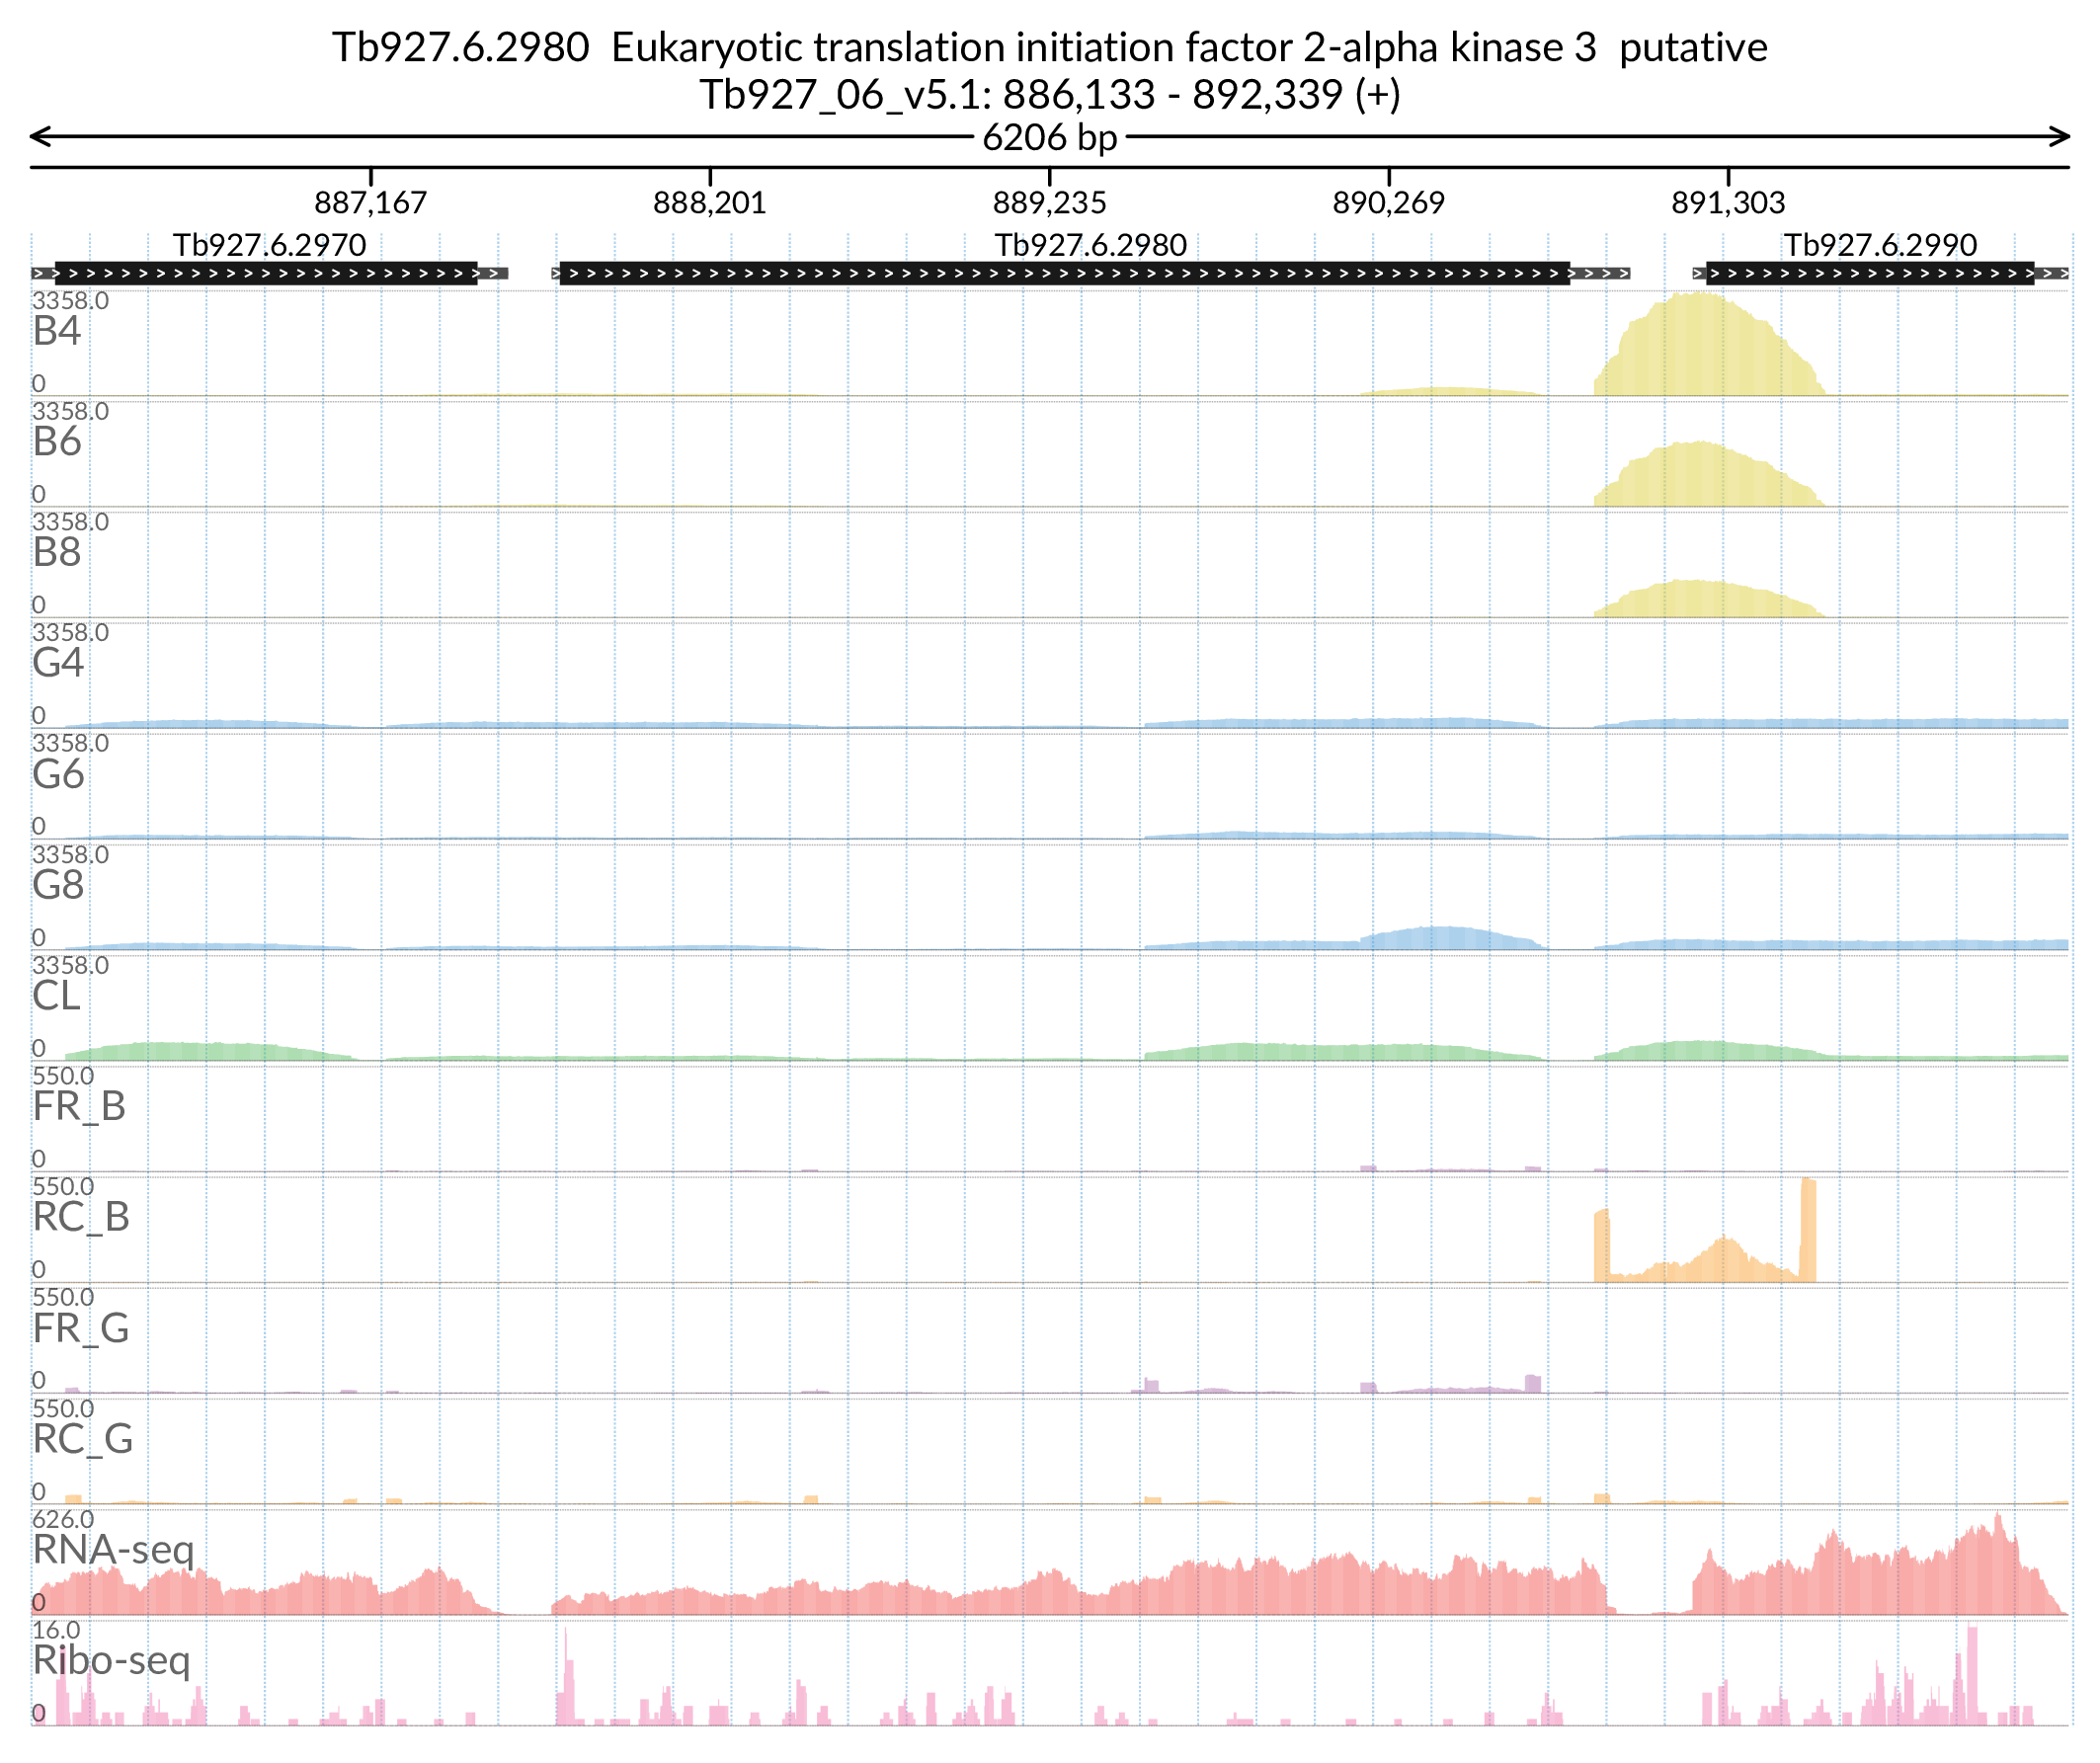 Tb927.6.2980  Eukaryotic translation initiation factor 2-alpha kinase 3  putative
Tb927_06_v5.1: 886,133 - 892,339 (+)
6206 bp
887,167 888,201 889,235 890,269 891,303
Tb927.6.2970 Tb927.6.2980 Tb927.6.2990
3358.0
B4
0
3358.0
B6
0
3358.0
B8
0
3358.0
G4
0
3358.0
G6
0
3358.0
G8
0
3358.0
CL
0
550.0
FR_B
0
550.0
RC_B
0
550.0
FR_G
0
550.0
RC_G
0
626.0
RNA-seq
0
16.0
Ribo-seq
0